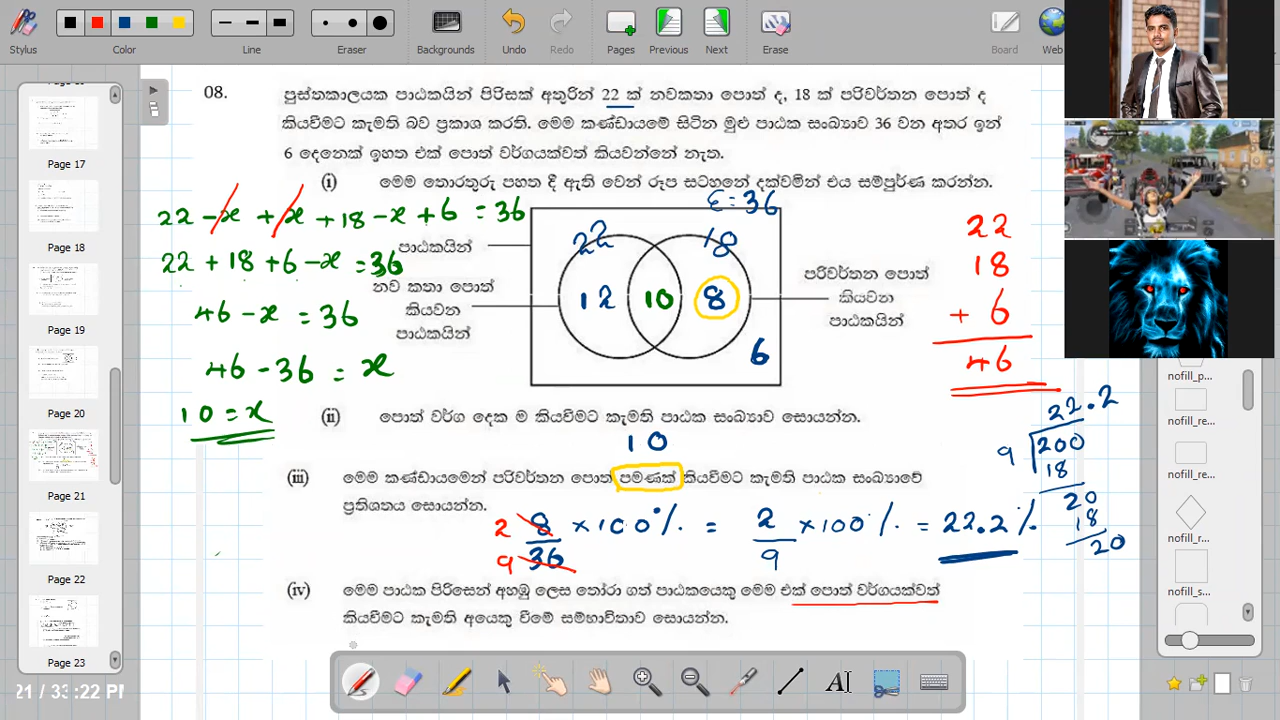 Stylus
Color
Line
Eraser
Backgrounds
Undo
Redo
Pages
Previous
Next
Erase
Board
Web
Page 17
Page 18
Page 19
Page 20
Page 21
Page 22
Page 23
08. පුස්තකාලයක පාඨකයින් පිරිසක් අතුරින් 22 ක් නවකතා පොත් ද, 18 ක් පරිවර්තන පොත් ද
කියවීමට කැමති බව ප්‍රකාශ කරති. මෙම කණ්ඩායමේ සිටින මුළු පාඨක සංඛ්‍යාව 36 වන අතර ඉන්
6 දෙනෙක් ඉහත එක් පොත් වර්ගයක්වත් කියවන්නේ නැත.
(i) මෙම තොරතුරු පහත දී ඇති වෙන් රූප සටහනේ දක්වමින් එය සම්පුර්ණ කරන්න.
22 - x + x + 18 - x + 6 = 36
22 + 18 + 6 - x = 36
46 - x = 36
46 - 36 = x
10 = x
ε = 36
පාඨකයින්
නව කතා පොත්
කියවන
පාඨකයින්
22
18
12
10
8
6
පරිවර්තන පොත්
කියවන
පාඨකයින්
22
18
+ 6
46
(ii) පොත් වර්ග දෙක ම කියවීමට කැමති පාඨක සංඛ්‍යාව සොයන්න.
10
(iii) මෙම කණ්ඩායමෙන් පරිවර්තන පොත් පමණක් කියවීමට කැමති පාඨක සංඛ්‍යාවේ
ප්‍රතිශතය සොයන්න.
2 8/36 9 × 100% = 2/9 × 100% = 22.2%
22.2
9 200
18
20
18
20
(iv) මෙම පාඨක පිරිසෙන් අහඹු ලෙස තෝරා ගත් පාඨකයෙකු මෙම එක් පොත් වර්ගයක්වත්
කියවීමට කැමති අයෙකු වීමේ සම්භාවිතාව සොයන්න.
nofill_p...
nofill_re...
nofill_re...
nofill_r...
nofill_s...
21 / 33:22 PM